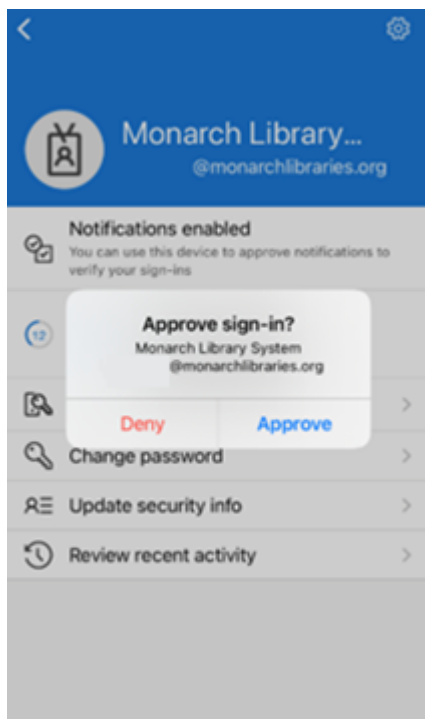 Monarch Library...
@monarchlibraries.org
Notifications enabled
You can use this device to approve notifications to
verify your sign-ins
12
Approve sign-in?
Monarch Library System
@monarchlibraries.org
Deny
Approve
Change password
Update security info
Review recent activity